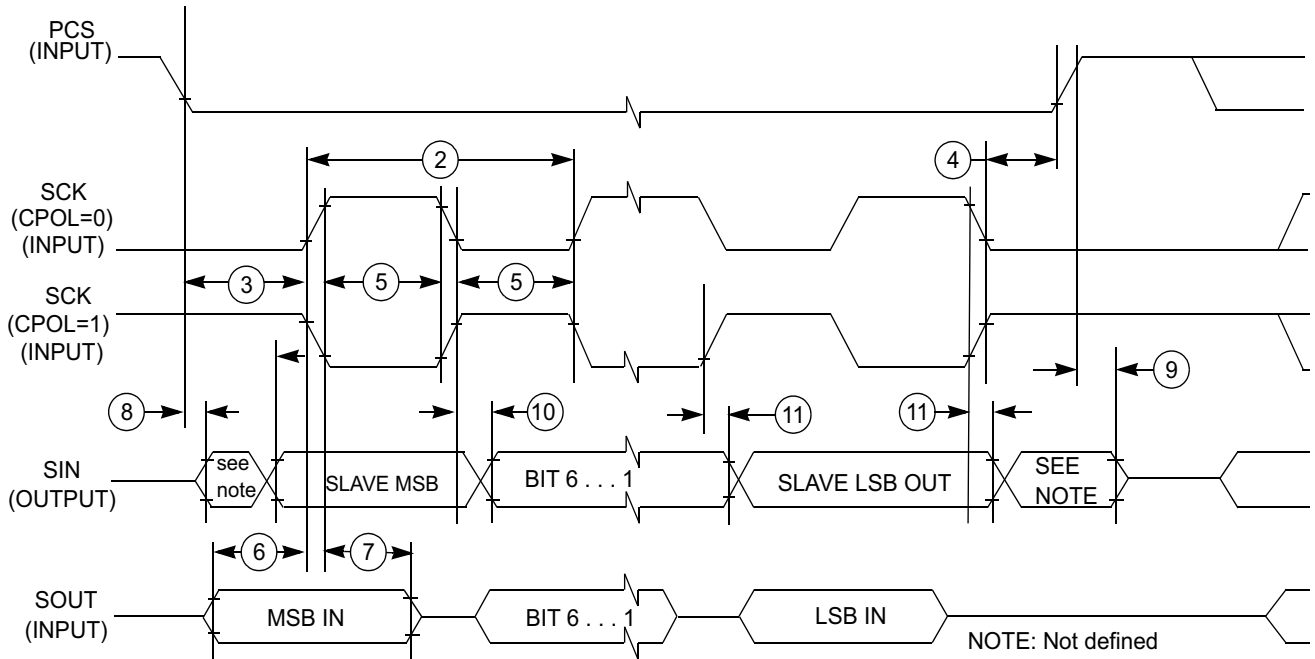 PCS
(INPUT)
2
4
SCK
(CPOL=0)
(INPUT)
3
5
5
SCK
(CPOL=1)
(INPUT)
9
8
10
11
11
SIN
(OUTPUT)
see
note
SLAVE MSB
BIT 6 . . . 1
SLAVE LSB OUT
SEE
NOTE
6
7
SOUT
(INPUT)
MSB IN
BIT 6 . . . 1
LSB IN
NOTE: Not defined